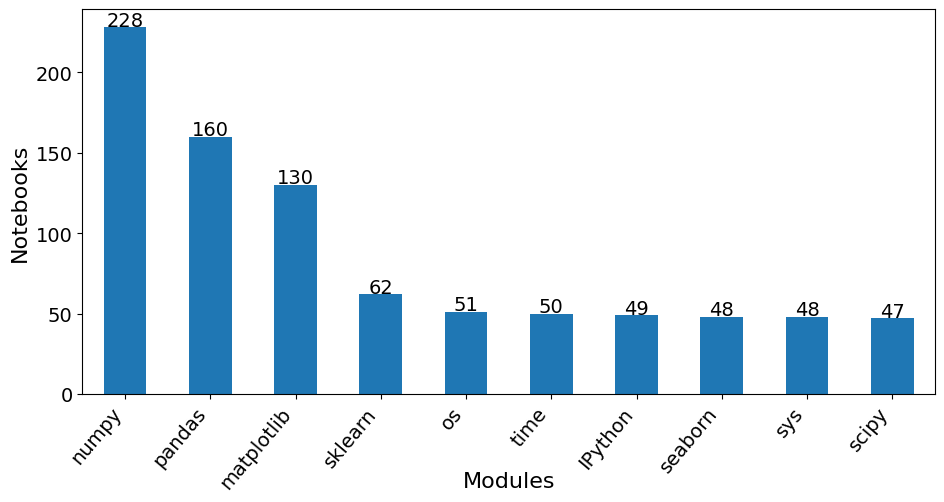 228
160
130
62
51
50
49
48
48
47
200
150
100
50
0
Notebooks
numpy
pandas
matplotlib
sklearn
os
time
IPython
seaborn
sys
scipy
Modules